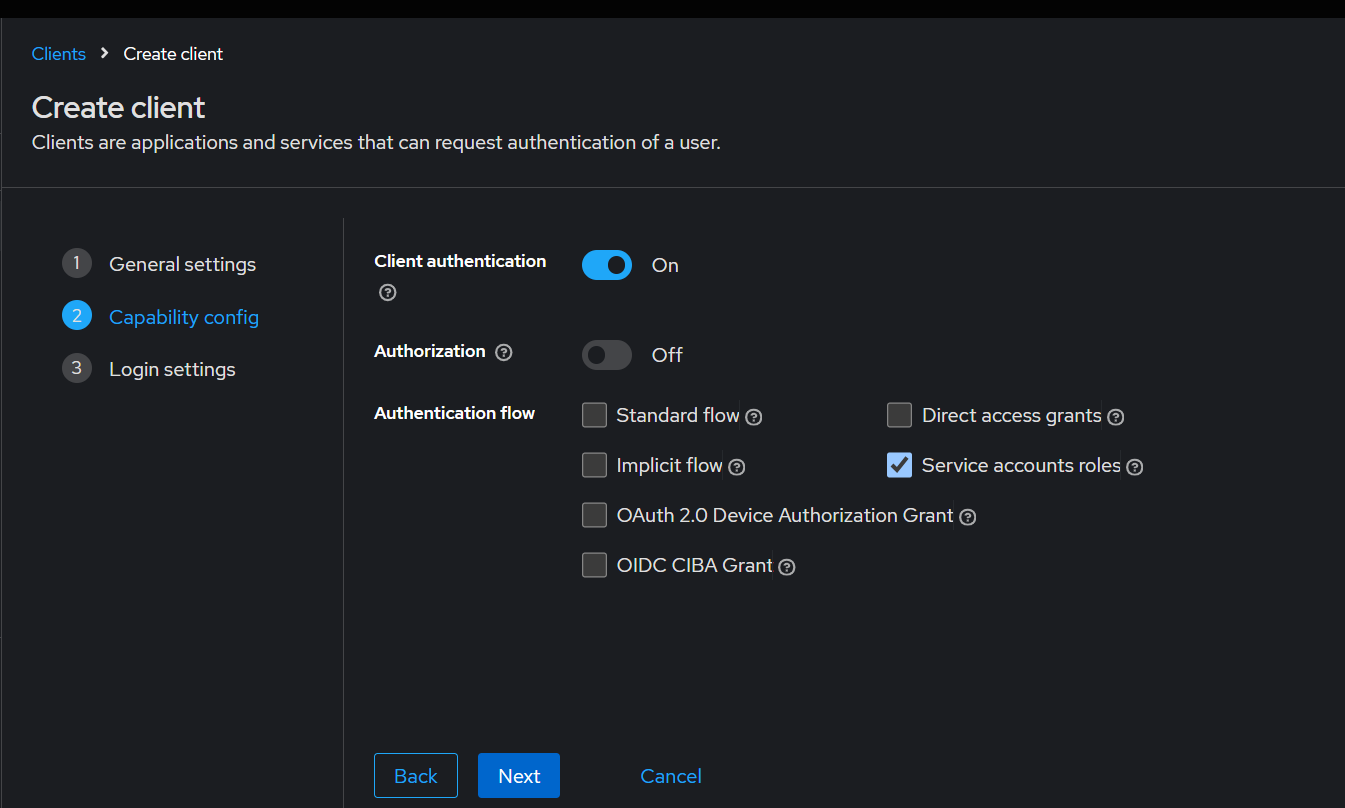 Clients > Create client
Create client
Clients are applications and services that can request authentication of a user.
1 General settings
2 Capability config
3 Login settings
Client authentication
On
Authorization
Off
Authentication flow
Standard flow
Direct access grants
Implicit flow
Service accounts roles
OAuth 2.0 Device Authorization Grant
OIDC CIBA Grant
Back
Next
Cancel